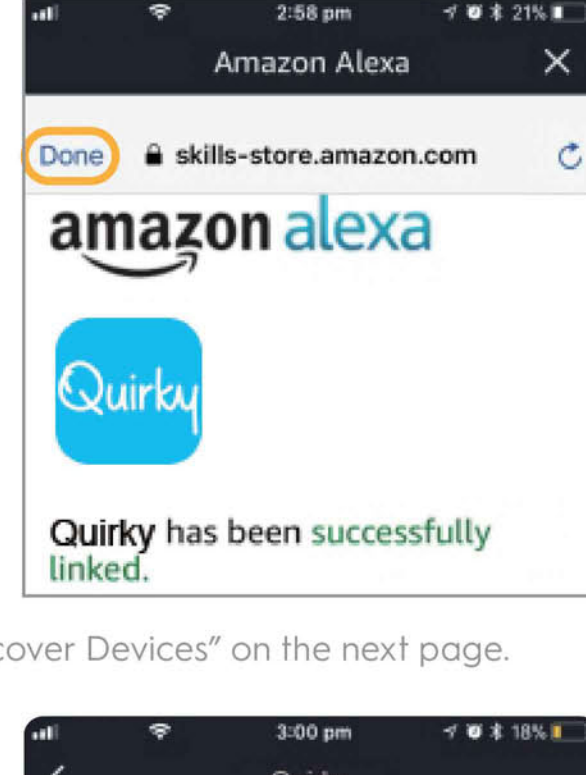 2:58 pm 21%
Amazon Alexa
Done skills-store.amazon.com
amazon alexa
Quirky
Quirky has been successfully
linked.
cover Devices" on the next page.
3:00 pm 18%